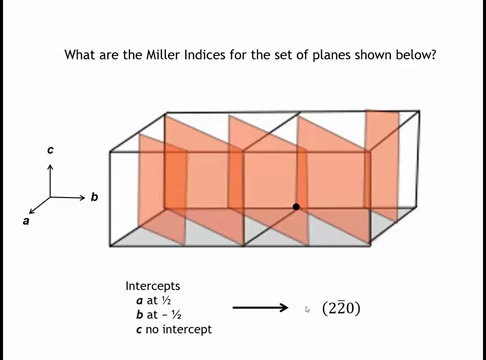 What are the Miller Indices for the set of planes shown below?
c
b
a
Intercepts
a at ½
b at – ½
c no intercept
(22̅0)